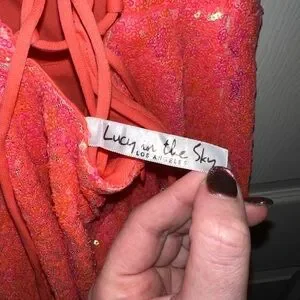 Lucy in the Sky
LOS ANGELES